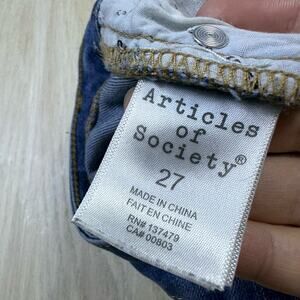 Articles
of
Society®
27
MADE IN CHINA
FAIT EN CHINE
RN# 137479
CA# 00803